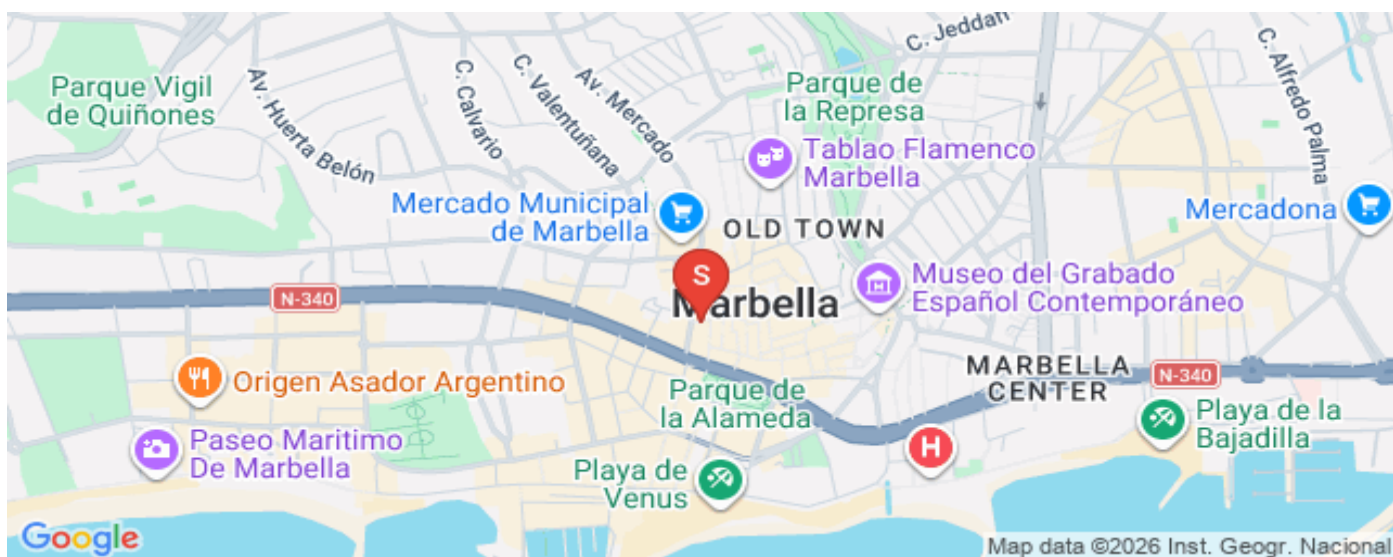 C. Jeddah
C. Alfredo Palma
Parque Vigil
de Quiñones
Av. Huerta Belón
C. Calvario
C. Valentuñana
Av. Mercado
Parque de
la Represa
Tablao Flamenco
Marbella
Mercado Municipal
de Marbella
OLD TOWN
Mercadona
S
Marbella
Museo del Grabado
Español Contemporáneo
N-340
Origen Asador Argentino
MARBELLA
CENTER
N-340
Parque de
la Alameda
Paseo Maritimo
De Marbella
Playa de
Venus
H
Playa de la
Bajadilla
Google
Map data ©2026 Inst. Geogr. Nacional